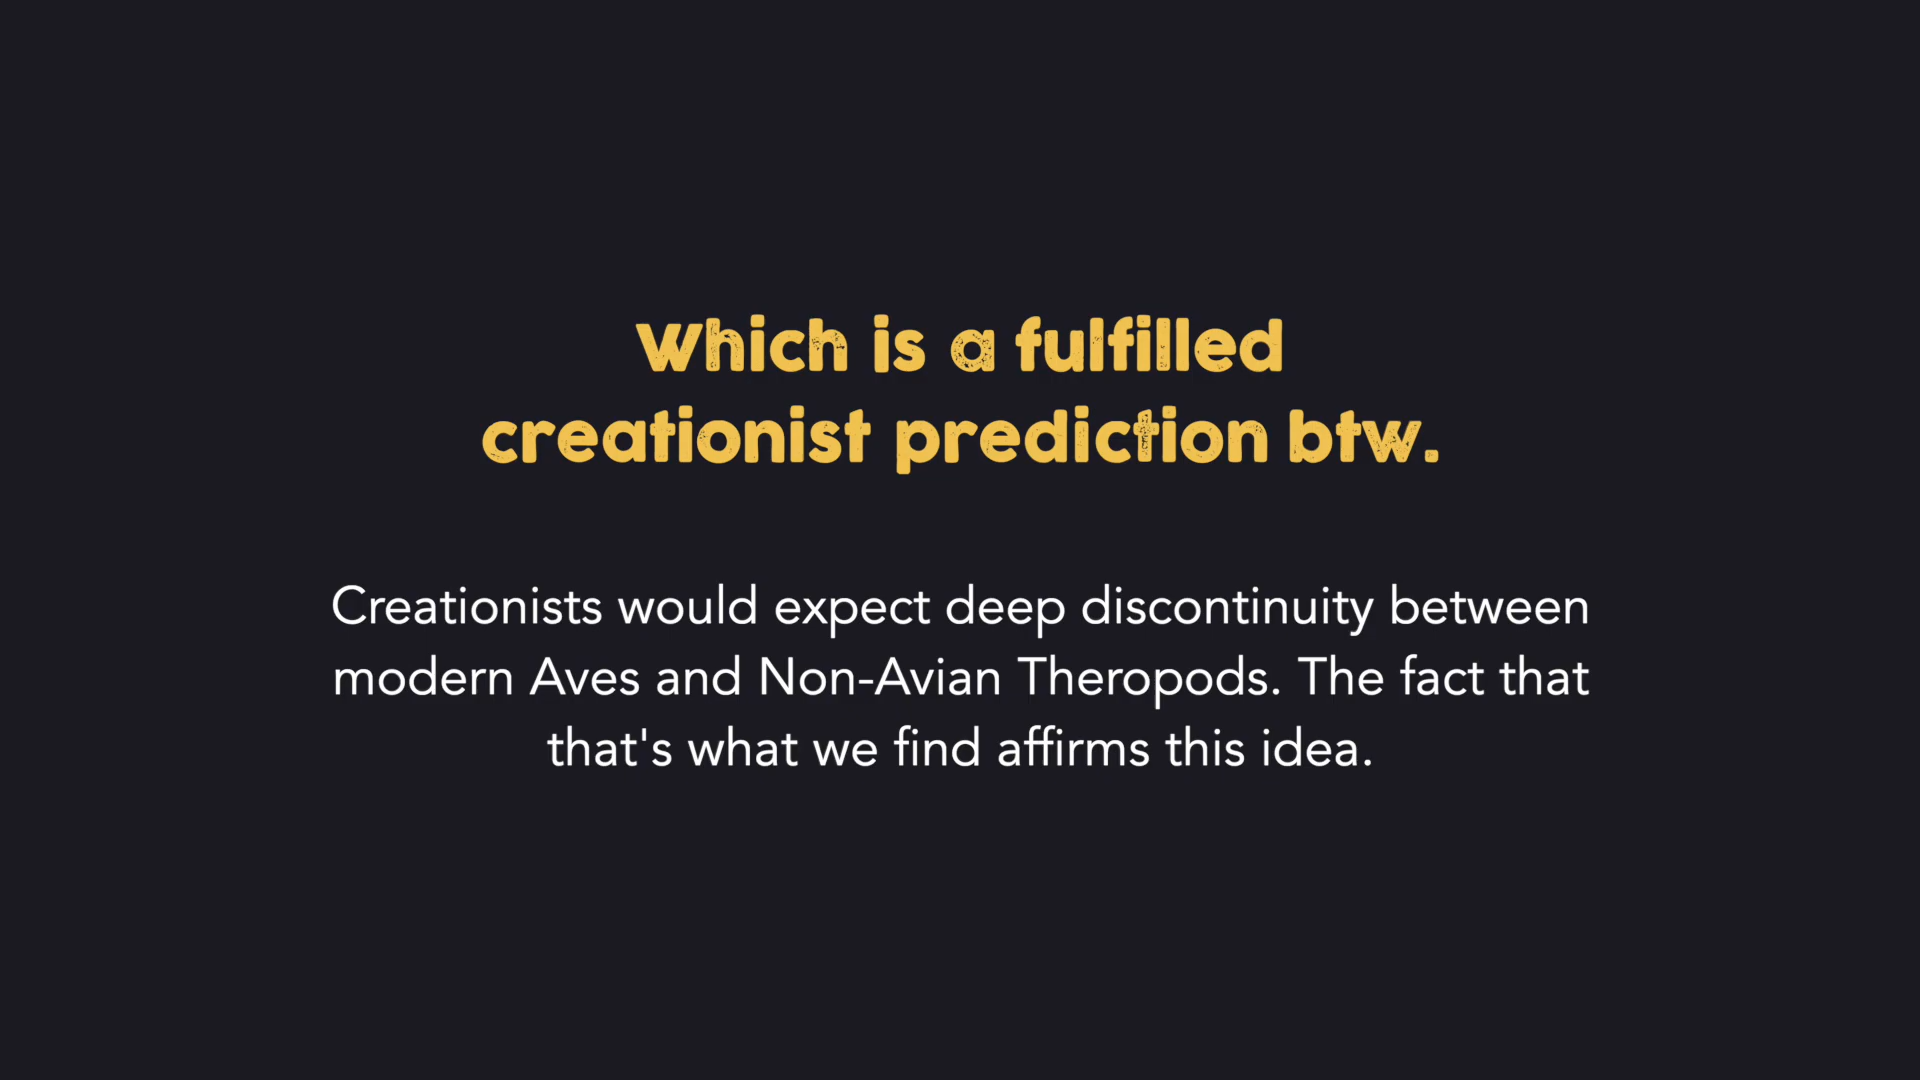 Which is a fulfilled
creationist prediction btw.
Creationists would expect deep discontinuity between
modern Aves and Non-Avian Theropods. The fact that
that's what we find affirms this idea.